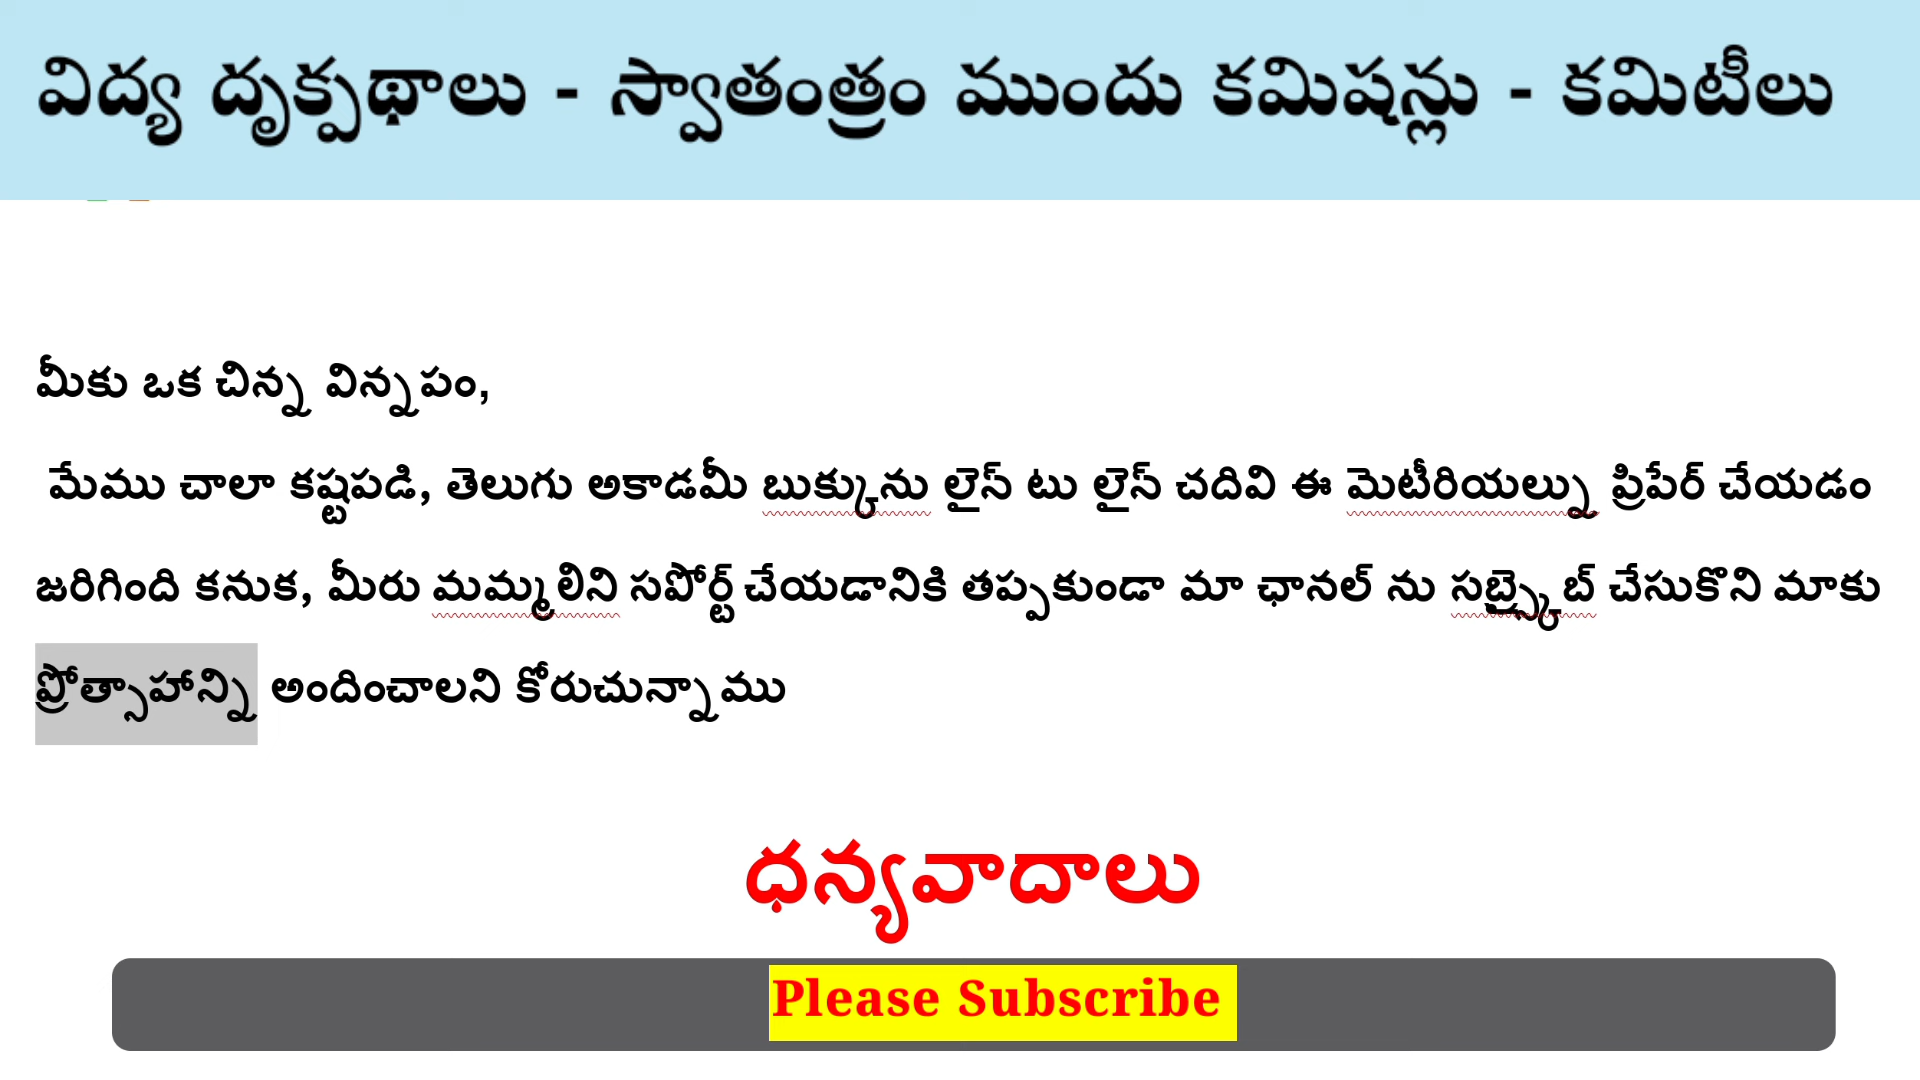 విద్య దృక్పథాలు - స్వాతంత్రం ముందు కమిషన్లు - కమిటీలు
మీకు ఒక చిన్న విన్నపం,
మేము చాలా కష్టపడి, తెలుగు అకాడమీ బుక్కును లైన్ టు లైన్ చదివి ఈ మెటీరియల్ను ప్రిపేర్ చేయడం
జరిగింది కనుక, మీరు మమ్మలిని సపోర్ట్ చేయడానికి తప్పకుండా మా ఛానల్ ను సబ్స్క్రైబ్ చేసుకొని మాకు
ప్రోత్సాహాన్ని అందించాలని కోరుచున్నాము
ధన్యవాదాలు
Please Subscribe